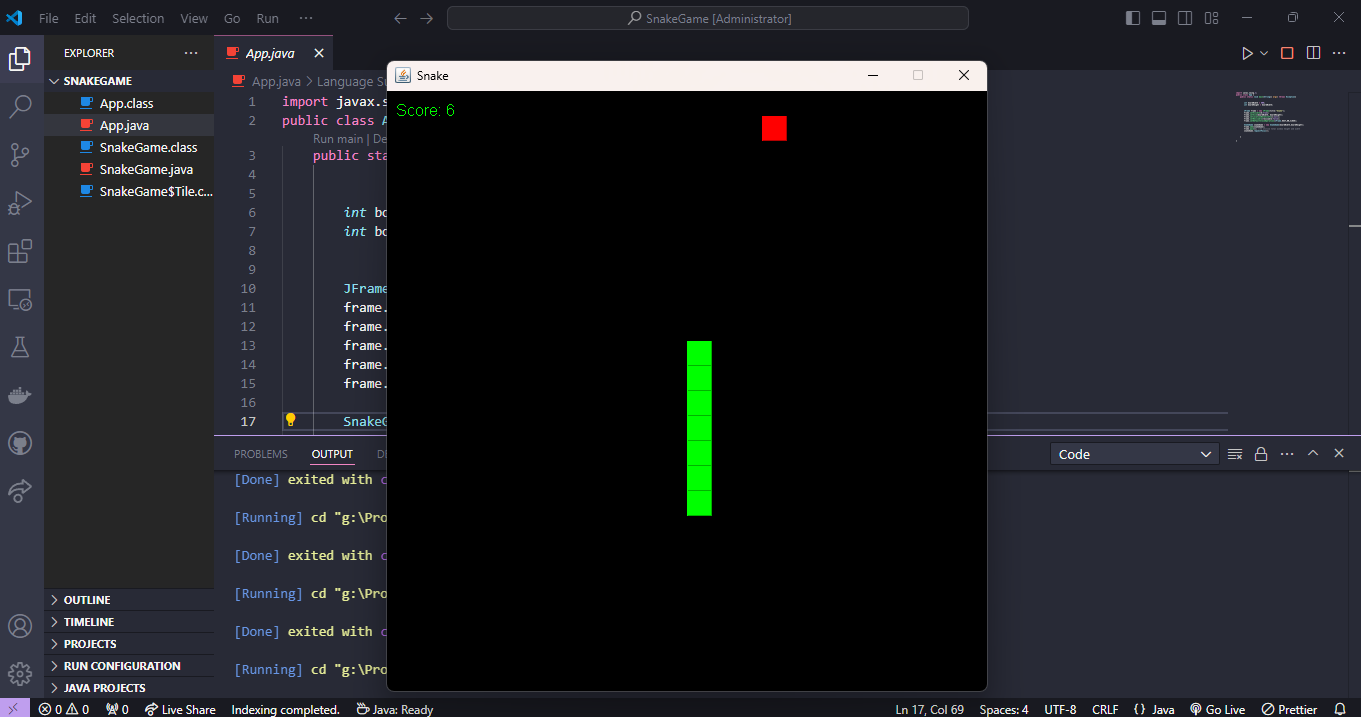 File Edit Selection View Go Run ··· SnakeGame [Administrator]
EXPLORER ···
SNAKEGAME
App.class
App.java
SnakeGame.class
SnakeGame.java
SnakeGame$Tile.c...
OUTLINE
TIMELINE
PROJECTS
RUN CONFIGURATION
JAVA PROJECTS
App.java
App.java > Language Su
1 import javax.s
2 public class A
Run main | De
3 public sta
4
5
6 int bo
7 int bo
8
9
10 JFrame
11 frame.
12 frame.
13 frame.
14 frame.
15 frame.
16
17 SnakeG
Snake
Score: 6
PROBLEMS OUTPUT D
Code
[Done] exited with c
[Running] cd "g:\Pro
[Done] exited with c
[Running] cd "g:\Pro
[Done] exited with c
[Running] cd "g:\Pro
0 0 0 Live Share Indexing completed. Java: Ready Ln 17, Col 69 Spaces: 4 UTF-8 CRLF {} Java Go Live Prettier